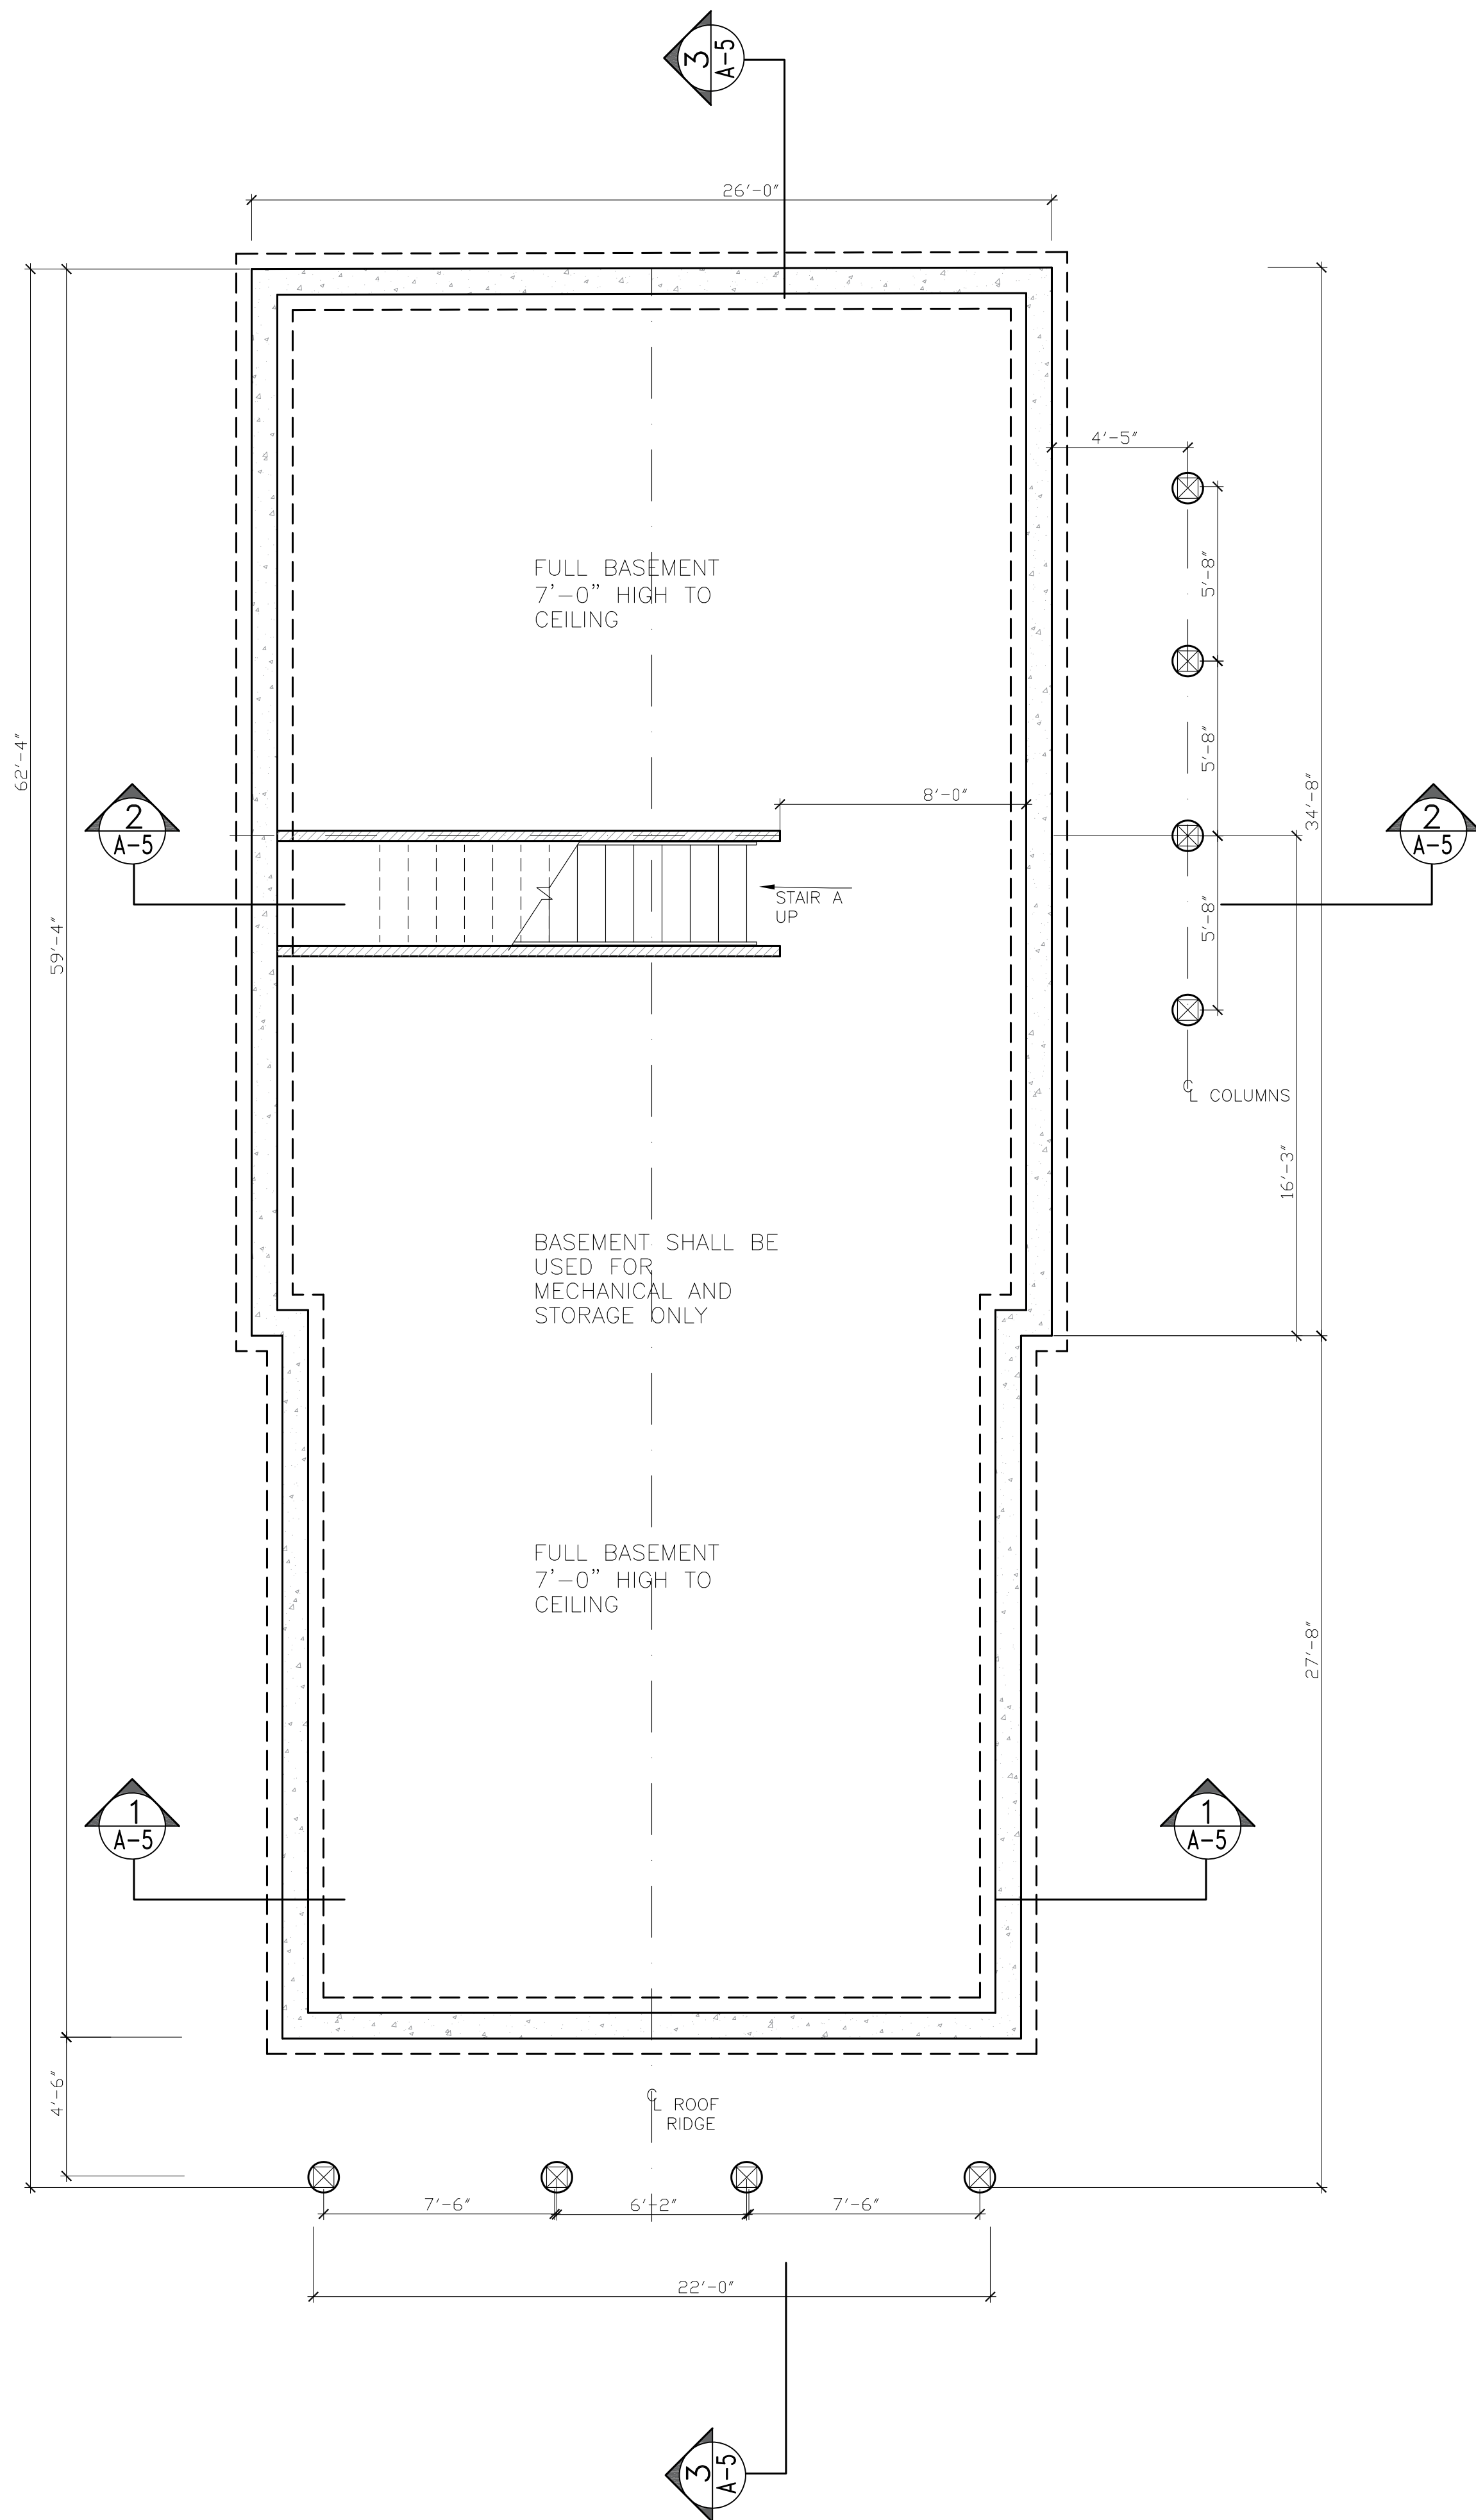 3
A-5
26'-0"
4'-5"
5'-8"
FULL BASEMENT
7'-0" HIGH TO
CEILING
5'-8"
62'-4"
34'-8"
8'-0"
2
A-5
2
A-5
STAIR A
UP
5'-8"
59'-4"
℄ COLUMNS
16'-3"
BASEMENT SHALL BE
USED FOR
MECHANICAL AND
STORAGE ONLY
FULL BASEMENT
7'-0" HIGH TO
CEILING
27'-8"
1
A-5
1
A-5
4'-6"
℄ ROOF
RIDGE
7'-6"
6'-2"
7'-6"
22'-0"
3
A-5